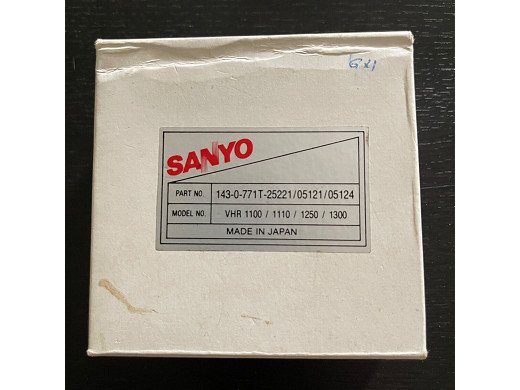 SANYO
PART NO. 143-0-771T-25221/05121/05124
MODEL NO. VHR 1100 / 1110 / 1250 / 1300
MADE IN JAPAN